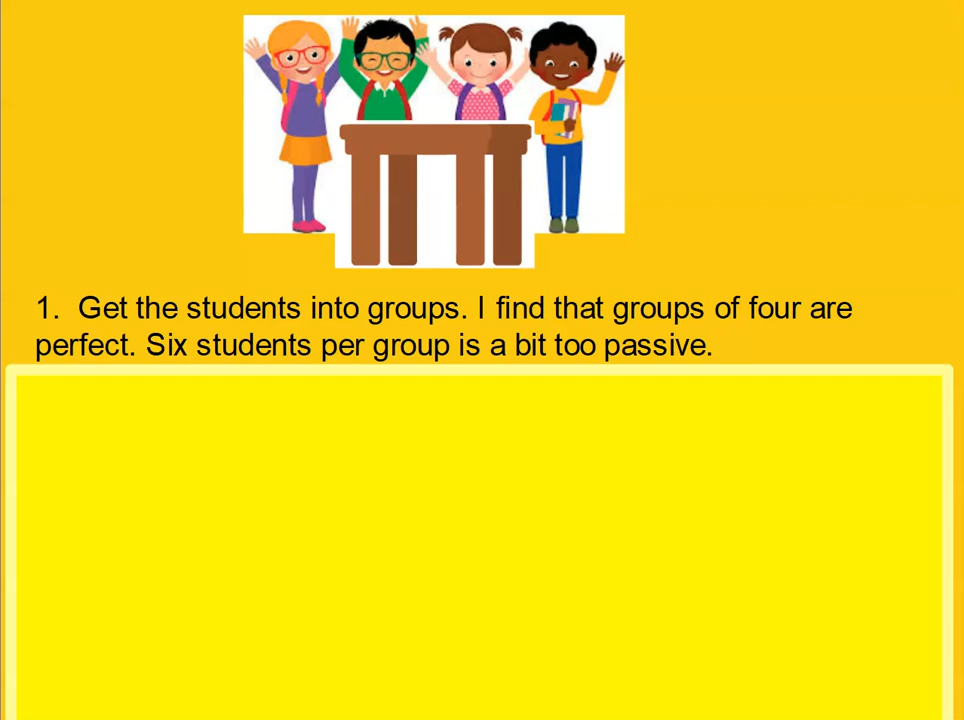 1. Get the students into groups. I find that groups of four are
perfect. Six students per group is a bit too passive.